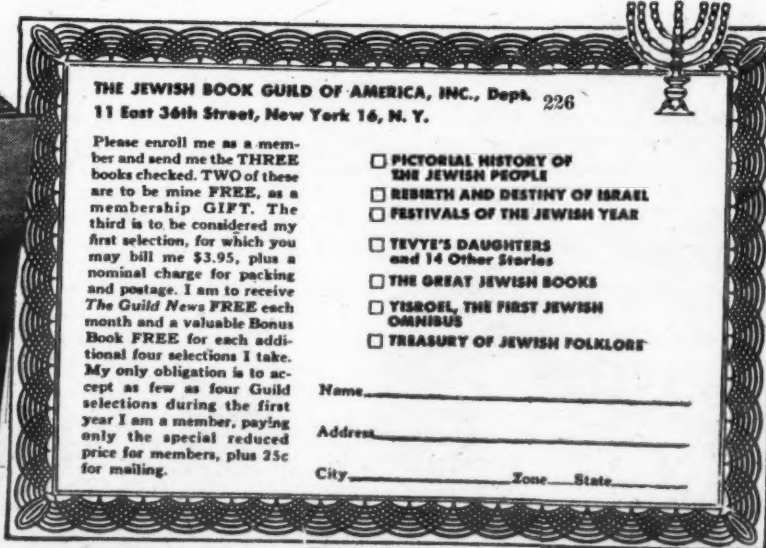 THE JEWISH BOOK GUILD OF AMERICA, INC., Dept. 226
11 East 36th Street, New York 16, N. Y.
Please enroll me as a mem-
ber and send me the THREE
books checked. TWO of these
are to be mine FREE, as a
membership GIFT. The
third is to be considered my
first selection, for which you
may bill me $3.95, plus a
nominal charge for packing
and postage. I am to receive
The Guild News FREE each
month and a valuable Bonus
Book FREE for each addi-
tional four selections I take.
My only obligation is to ac-
cept as few as four Guild
selections during the first
year I am a member, paying
only the special reduced
price for members, plus 25c
for mailing.
PICTORIAL HISTORY OF
THE JEWISH PEOPLE
REBIRTH AND DESTINY OF ISRAEL
FESTIVALS OF THE JEWISH YEAR
TEVYE'S DAUGHTERS
and 14 Other Stories
THE GREAT JEWISH BOOKS
YISROEL, THE FIRST JEWISH
OMNIBUS
TREASURY OF JEWISH FOLKLORE
Name
Address
City Zone State